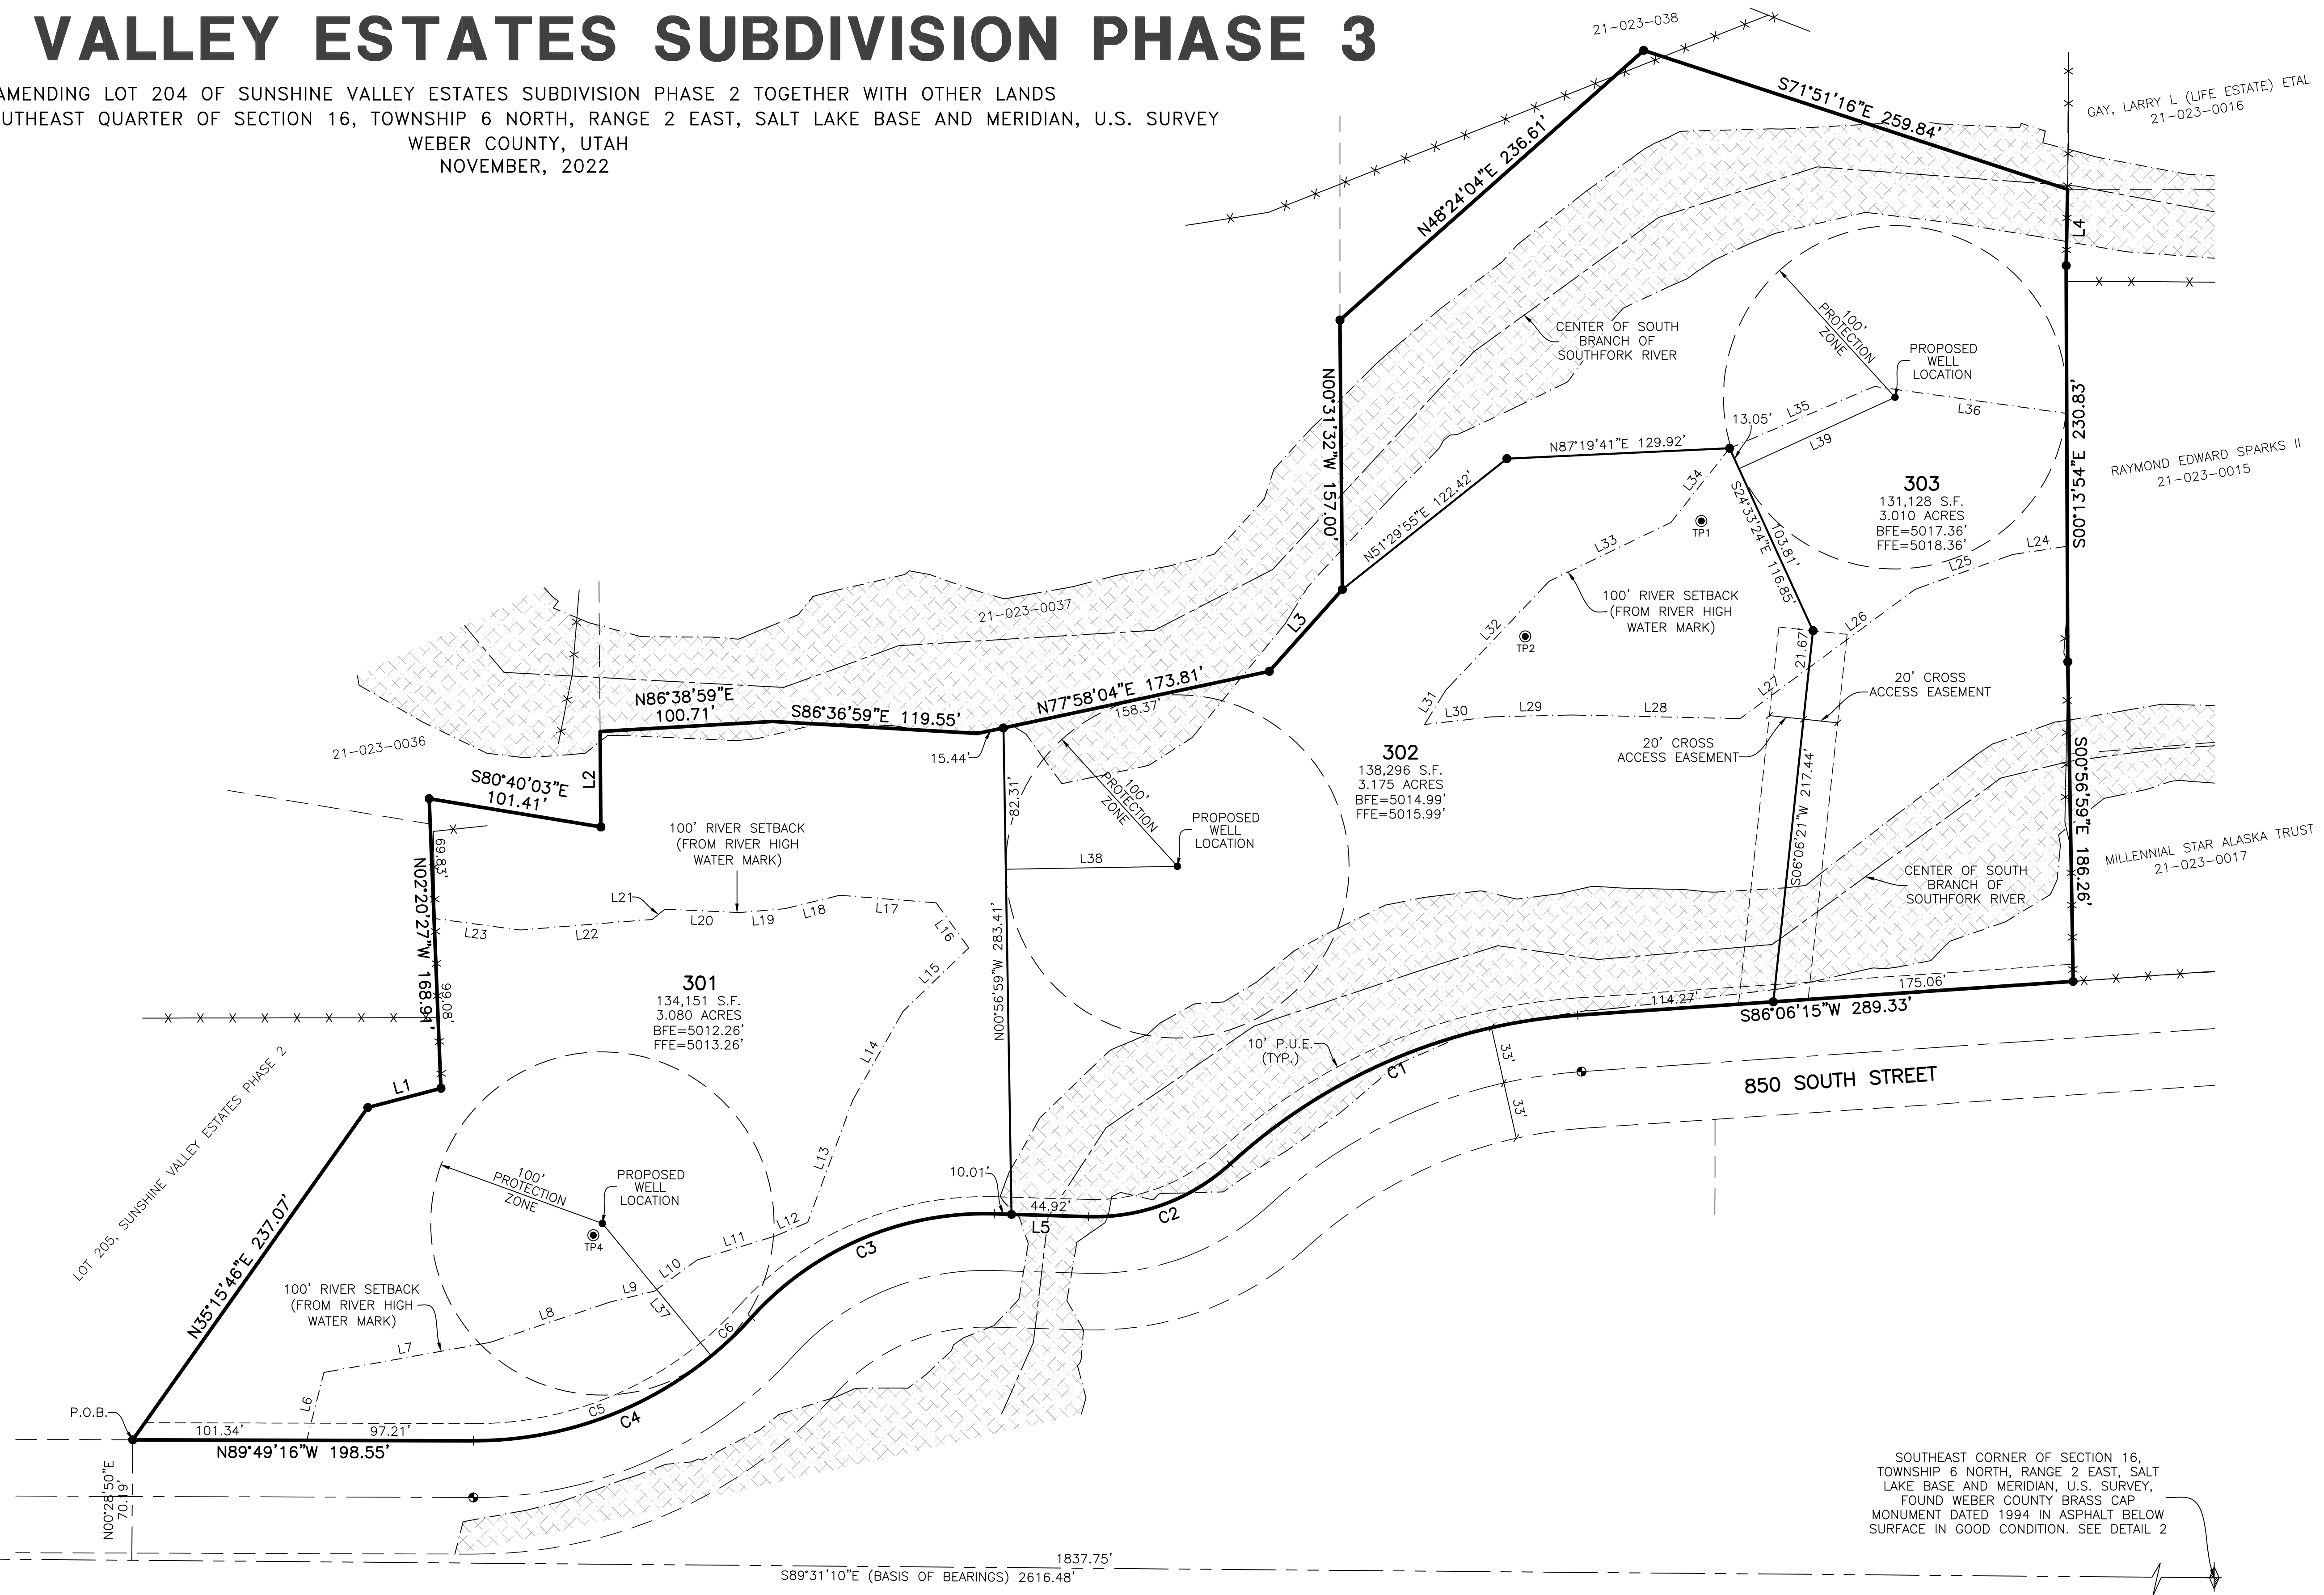 VALLEY ESTATES SUBDIVISION PHASE 3
AMENDING LOT 204 OF SUNSHINE VALLEY ESTATES SUBDIVISION PHASE 2 TOGETHER WITH OTHER LANDS
QUARTER OF SECTION 16, TOWNSHIP 6 NORTH, RANGE 2 EAST, SALT LAKE BASE AND MERIDIAN, U.S. SURVEY
WEBER COUNTY, UTAH
NOVEMBER, 2022
21-023-038
S71°51'16"E 259.84'
GAY, LARRY L (LIFE ESTATE) ETAL
21-023-0016
N48°24'04"E 236.61'
L4
100'
PROTECTION
ZONE
CENTER OF SOUTH
BRANCH OF
SOUTHFORK RIVER
PROPOSED
WELL
LOCATION
N00°31'32"W 157.00'
13.05'
L35
L36
L39
S00°13'54"E 230.83'
N87°19'41"E 129.92'
N51°29'55"E 122.42'
L34
RAYMOND EDWARD SPARKS II
21-023-0015
303
131,128 S.F.
3.010 ACRES
BFE=5017.36'
FFE=5018.36'
S24°33'24"E 116.85'
103.81'
TP1
L33
L24
L25
L26
L27
100' RIVER SETBACK
(FROM RIVER HIGH
WATER MARK)
L32
TP2
21.67'
21-023-0037
L3
20' CROSS
ACCESS EASEMENT
L31
L30
L29
L28
20' CROSS
ACCESS EASEMENT
N86°38'59"E
100.71'
S86°36'59"E 119.55'
N77°58'04"E 173.81'
158.37'
15.44'
21-023-0036
S80°40'03"E
101.41'
L2
82.31'
100'
PROTECTION
ZONE
PROPOSED
WELL
LOCATION
L38
302
138,296 S.F.
3.175 ACRES
BFE=5014.99'
FFE=5015.99'
S06°06'21"W 217.44'
S00°56'59"E 186.26'
MILLENNIAL STAR ALASKA TRUST
21-023-0017
CENTER OF SOUTH
BRANCH OF
SOUTHFORK RIVER
100' RIVER SETBACK
(FROM RIVER HIGH
WATER MARK)
69.83'
N02°20'27"W 168.91'
99.08'
L21
L23
L22
L20
L19
L18
L17
L16
L15
L14
L13
301
134,151 S.F.
3.080 ACRES
BFE=5012.26'
FFE=5013.26'
N00°56'59"W 283.41'
114.27'
175.06'
S86°06'15"W 289.33'
10' P.U.E.
(TYP.)
33'
33'
C1
850 SOUTH STREET
L1
LOT 205, SUNSHINE VALLEY ESTATES PHASE 2
N35°15'46"E 237.07'
100'
PROTECTION
ZONE
PROPOSED
WELL
LOCATION
TP4
10.01'
44.92'
L5
C2
C3
L12
L11
L10
L9
L37
L8
L7
L6
100' RIVER SETBACK
(FROM RIVER HIGH
WATER MARK)
C6
C5
C4
P.O.B.
101.34'
97.21'
N89°49'16"W 198.55'
N00°28'50"E
70.19'
SOUTHEAST CORNER OF SECTION 16,
TOWNSHIP 6 NORTH, RANGE 2 EAST, SALT
LAKE BASE AND MERIDIAN, U.S. SURVEY,
FOUND WEBER COUNTY BRASS CAP
MONUMENT DATED 1994 IN ASPHALT BELOW
SURFACE IN GOOD CONDITION. SEE DETAIL 2
1837.75'
S89°31'10"E (BASIS OF BEARINGS) 2616.48'